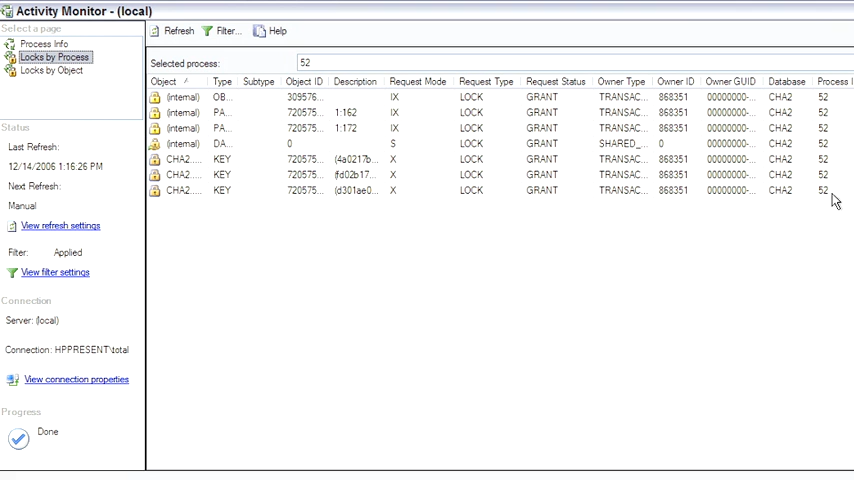 Activity Monitor - (local)
Select a page
Process Info
Locks by Process
Locks by Object
Status
Last Refresh:
12/14/2006 1:16:26 PM
Next Refresh:
Manual
View refresh settings
Filter: Applied
View filter settings
Connection
Server: (local)
Connection: HPPRESENT\total
View connection properties
Progress
Done
Refresh Filter... Help
Selected process: 52
Object Type Subtype Object ID Description Request Mode Request Type Request Status Owner Type Owner ID Owner GUID Database Process I
(internal) OB... 309576... IX LOCK GRANT TRANSAC... 868351 00000000-... CHA2 52
(internal) PA... 720575... 1:162 IX LOCK GRANT TRANSAC... 868351 00000000-... CHA2 52
(internal) PA... 720575... 1:172 IX LOCK GRANT TRANSAC... 868351 00000000-... CHA2 52
(internal) DA... 0 S LOCK GRANT SHARED_... 0 00000000-... CHA2 52
CHA2.... KEY 720575... (4a0217b... X LOCK GRANT TRANSAC... 868351 00000000-... CHA2 52
CHA2.... KEY 720575... (fd02b17... X LOCK GRANT TRANSAC... 868351 00000000-... CHA2 52
CHA2.... KEY 720575... (d301ae0... X LOCK GRANT TRANSAC... 868351 00000000-... CHA2 52